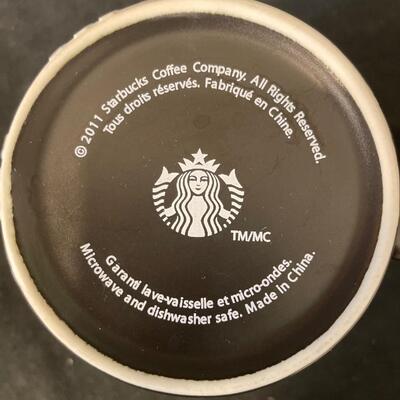 © 2011 Starbucks Coffee Company. All Rights Reserved.
Tous droits réservés. Fabriqué en Chine.
TM/MC
Garanti lave-vaisselle et micro-ondes.
Microwave and dishwasher safe. Made In China.